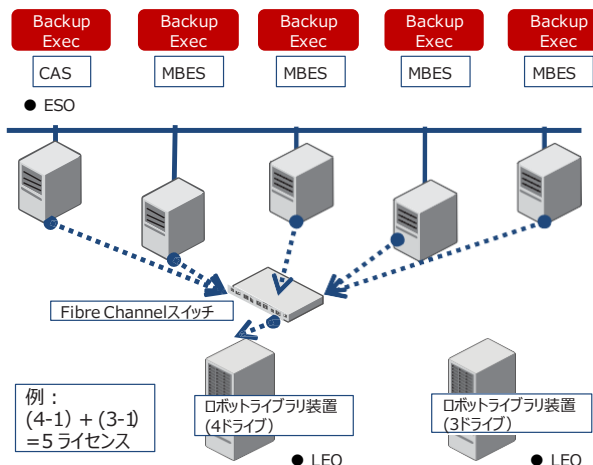 Backup
Exec
Backup
Exec
Backup
Exec
Backup
Exec
Backup
Exec
CAS
MBES
MBES
MBES
MBES
● ESO
Fibre Channelスイッチ
例：
(4-1) + (3-1)
=5 ライセンス
ロボットライブラリ装置
(4ドライブ)
ロボットライブラリ装置
(3ドライブ)
● LEO
● LEO